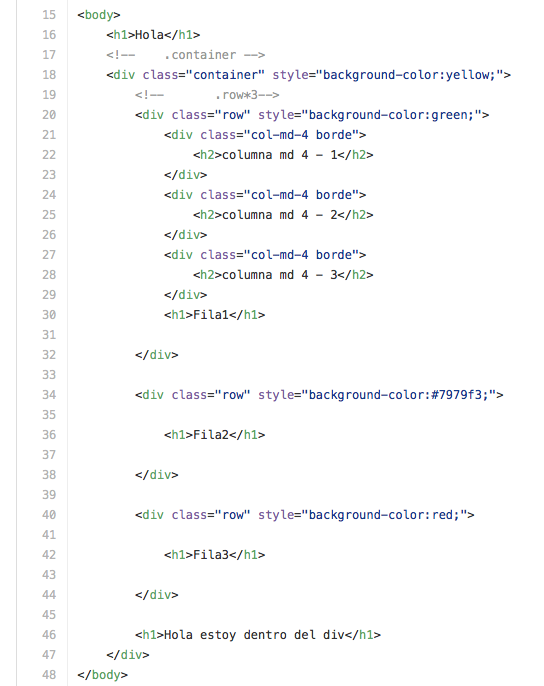 15 <body>
16     <h1>Hola</h1>
17     <!--    .container -->
18     <div class="container" style="background-color:yellow;">
19         <!--       .row*3-->
20         <div class="row" style="background-color:green;">
21             <div class="col-md-4 borde">
22                 <h2>columna md 4 - 1</h2>
23             </div>
24             <div class="col-md-4 borde">
25                 <h2>columna md 4 - 2</h2>
26             </div>
27             <div class="col-md-4 borde">
28                 <h2>columna md 4 - 3</h2>
29             </div>
30             <h1>Fila1</h1>
31
32         </div>
33
34         <div class="row" style="background-color:#7979f3;">
35
36             <h1>Fila2</h1>
37
38         </div>
39
40         <div class="row" style="background-color:red;">
41
42             <h1>Fila3</h1>
43
44         </div>
45
46         <h1>Hola estoy dentro del div</h1>
47     </div>
48 </body>